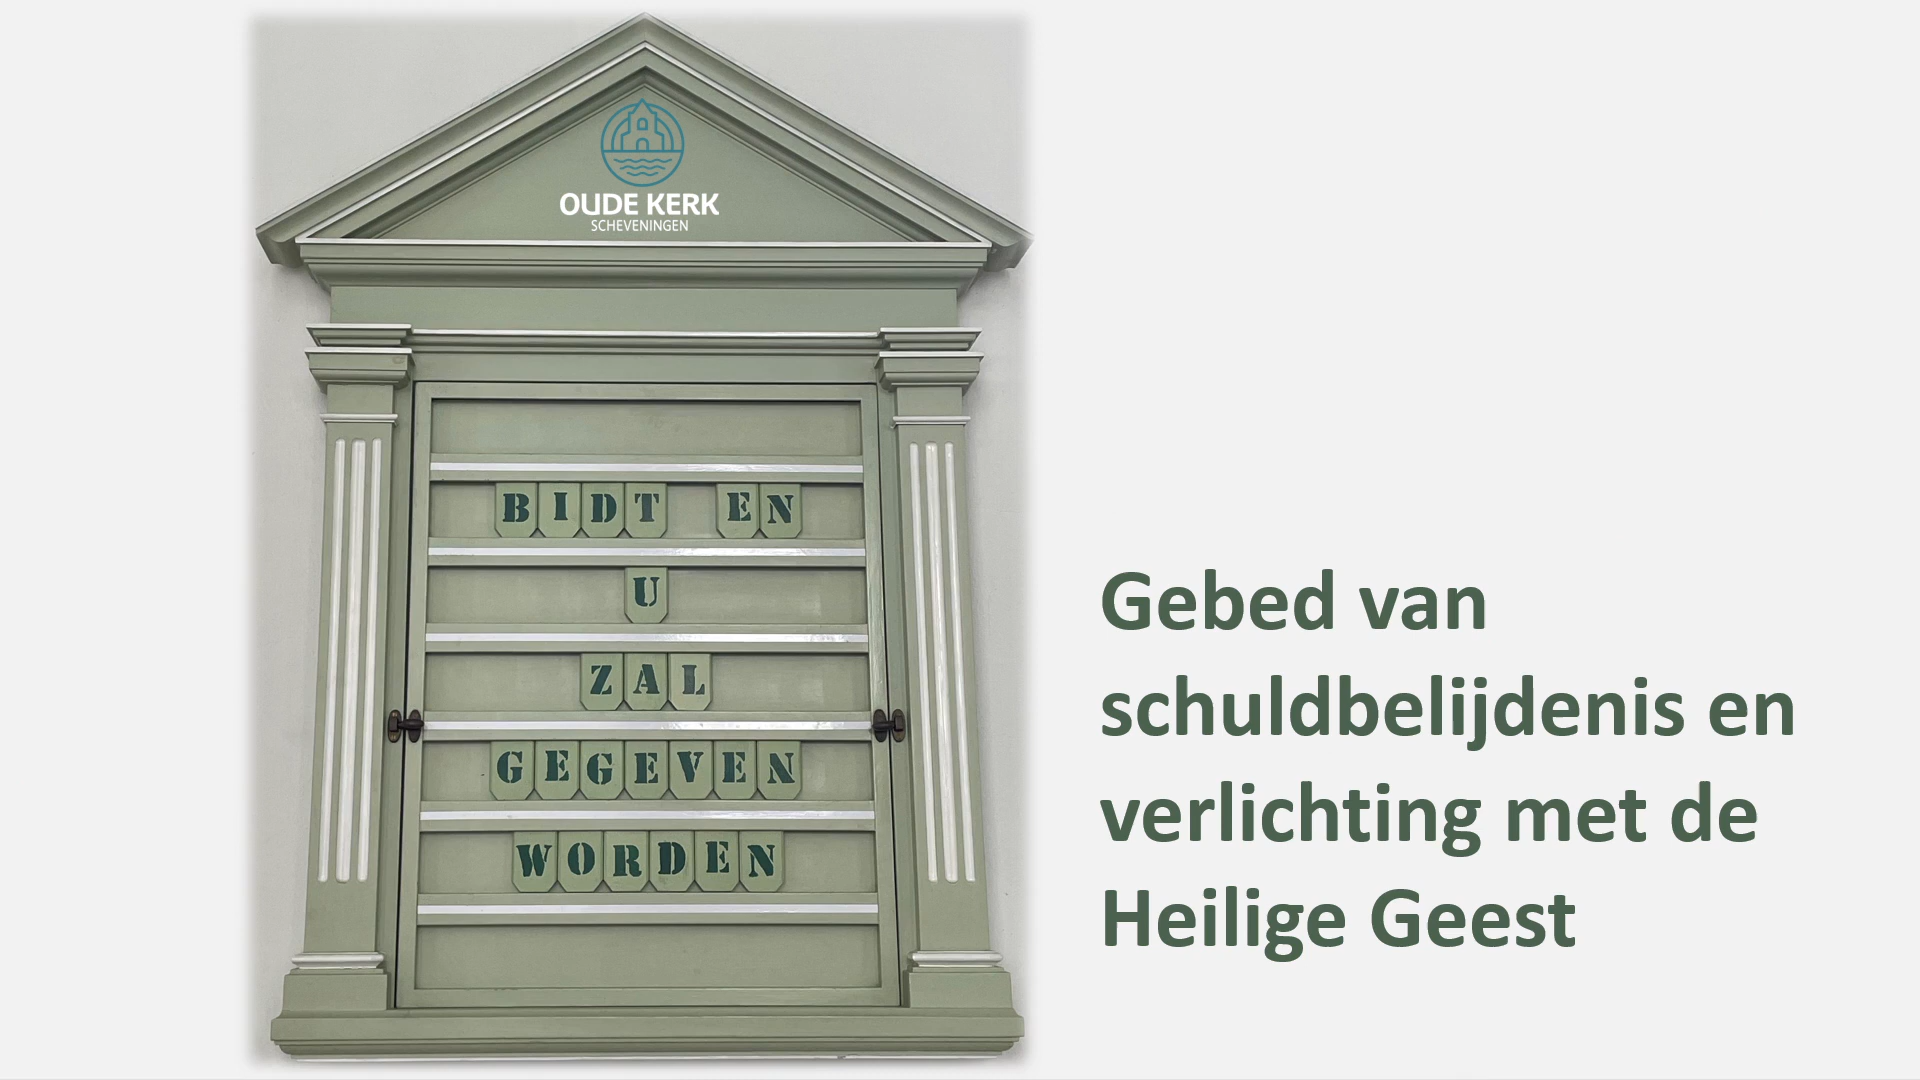 OUDE KERK
SCHEVENINGEN
BIDT EN
U
ZAL
GEGEVEN
WORDEN
Gebed van
schuldbelijdenis en
verlichting met de
Heilige Geest